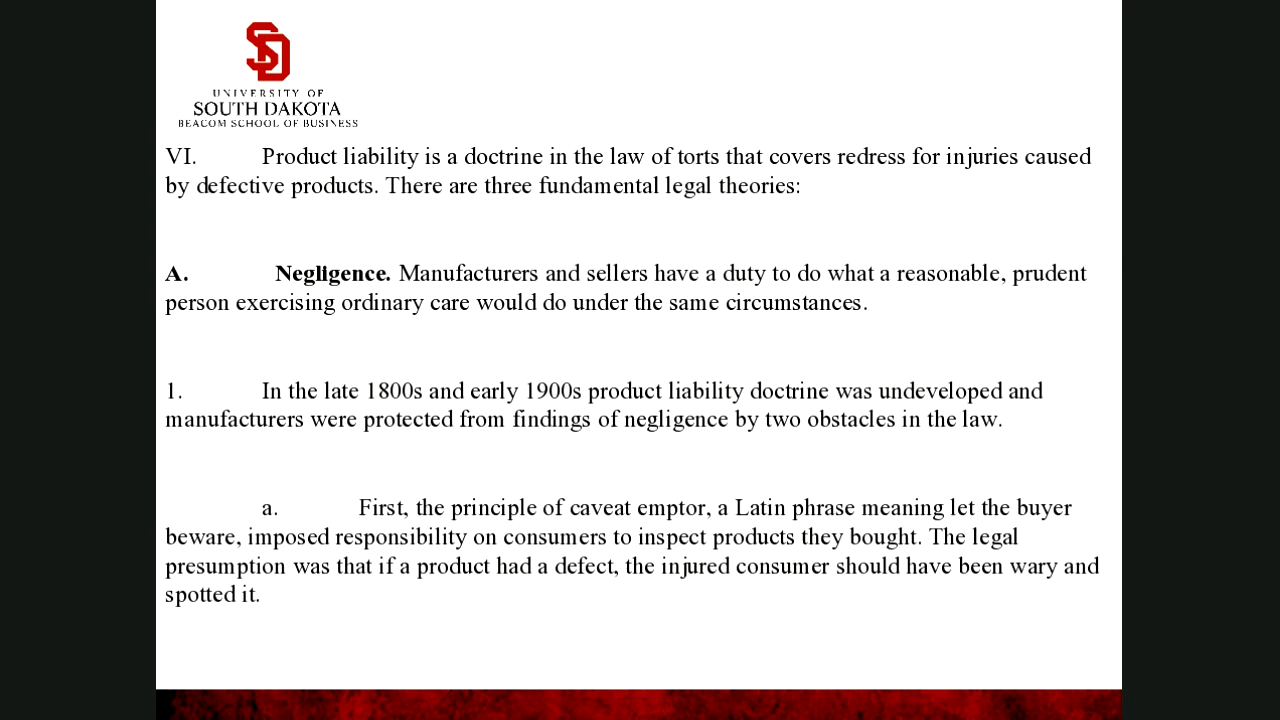 SD
UNIVERSITY OF
SOUTH DAKOTA
BEACOM SCHOOL OF BUSINESS
VI. Product liability is a doctrine in the law of torts that covers redress for injuries caused
by defective products. There are three fundamental legal theories:
A. Negligence. Manufacturers and sellers have a duty to do what a reasonable, prudent
person exercising ordinary care would do under the same circumstances.
1. In the late 1800s and early 1900s product liability doctrine was undeveloped and
manufacturers were protected from findings of negligence by two obstacles in the law.
a. First, the principle of caveat emptor, a Latin phrase meaning let the buyer
beware, imposed responsibility on consumers to inspect products they bought. The legal
presumption was that if a product had a defect, the injured consumer should have been wary and
spotted it.